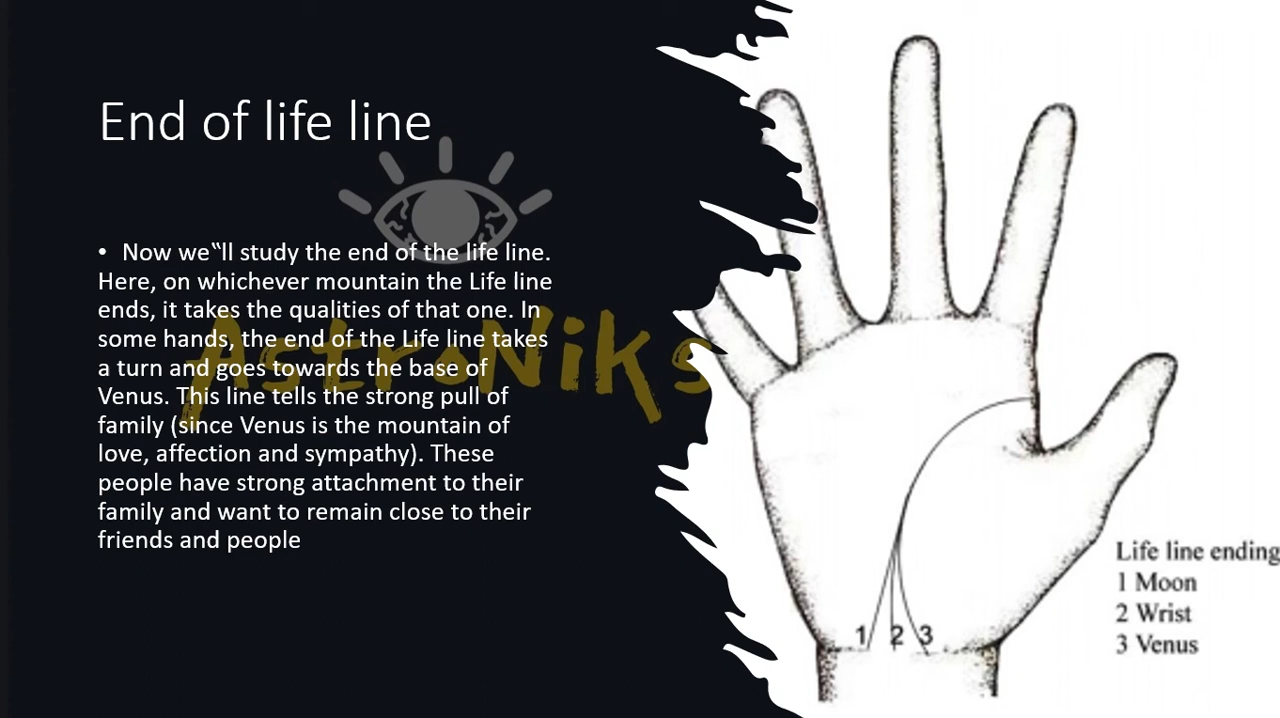 End of life line
• Now we‟ll study the end of the life line.
Here, on whichever mountain the Life line
ends, it takes the qualities of that one. In
some hands, the end of the Life line takes
a turn and goes towards the base of
Venus. This line tells the strong pull of
family (since Venus is the mountain of
love, affection and sympathy). These
people have strong attachment to their
family and want to remain close to their
friends and people
AstroNiks
1 2 3
Life line ending
1 Moon
2 Wrist
3 Venus